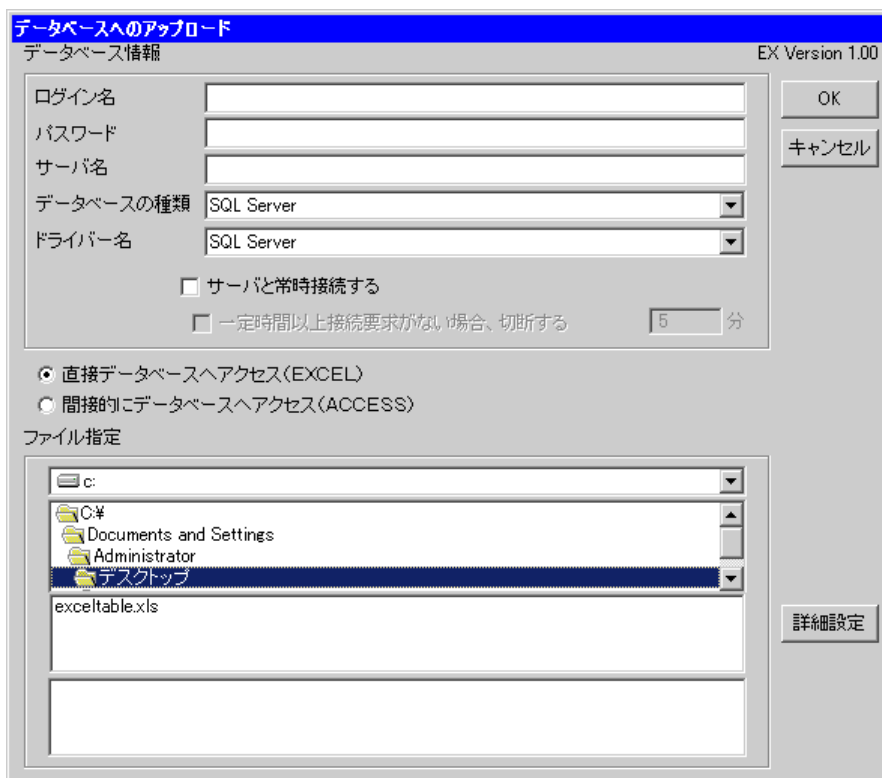 データベースへのアップロード
データベース情報 EX Version 1.00
ログイン名
OK
パスワード
キャンセル
サーバ名
データベースの種類 SQL Server
ドライバー名 SQL Server
サーバと常時接続する
一定時間以上接続要求がない場合、切断する 5 分
直接データベースへアクセス(EXCEL)
間接的にデータベースへアクセス(ACCESS)
ファイル指定
c:
C:¥
Documents and Settings
Administrator
デスクトップ
exceltable.xls
詳細設定